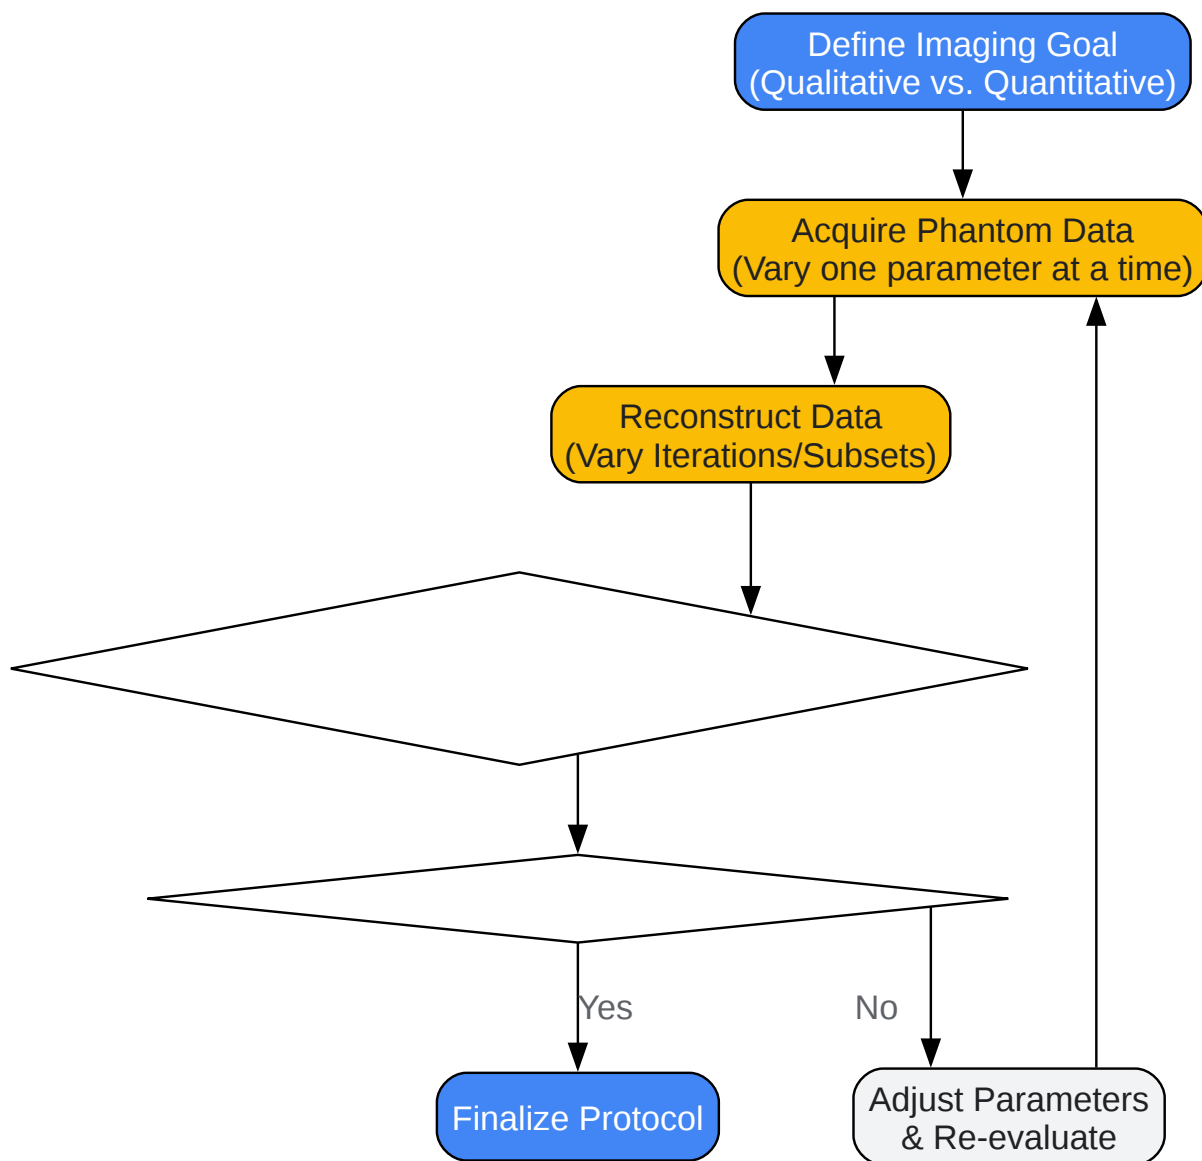 Define Imaging Goal
(Qualitative vs. Quantitative)
Acquire Phantom Data
(Vary one parameter at a time)
Reconstruct Data
(Vary Iterations/Subsets)
Yes
No
Finalize Protocol
Adjust Parameters
& Re-evaluate